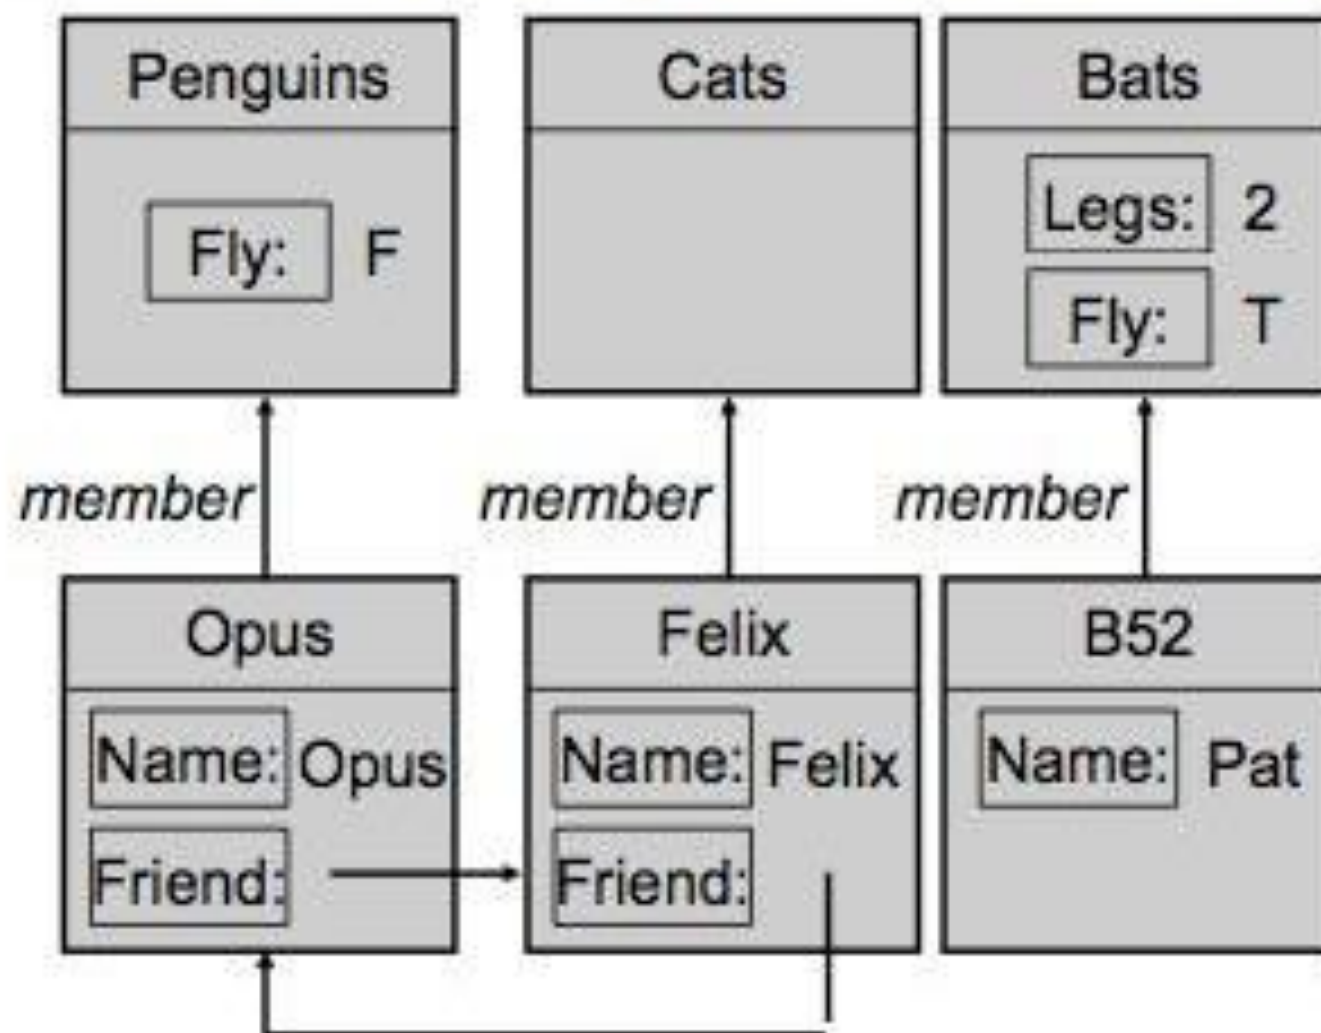 Penguins
Cats
Bats
Fly: F
Legs: 2
Fly: T
member
member
member
Opus
Felix
B52
Name: Opus
Friend:
Name: Felix
Friend:
Name: Pat